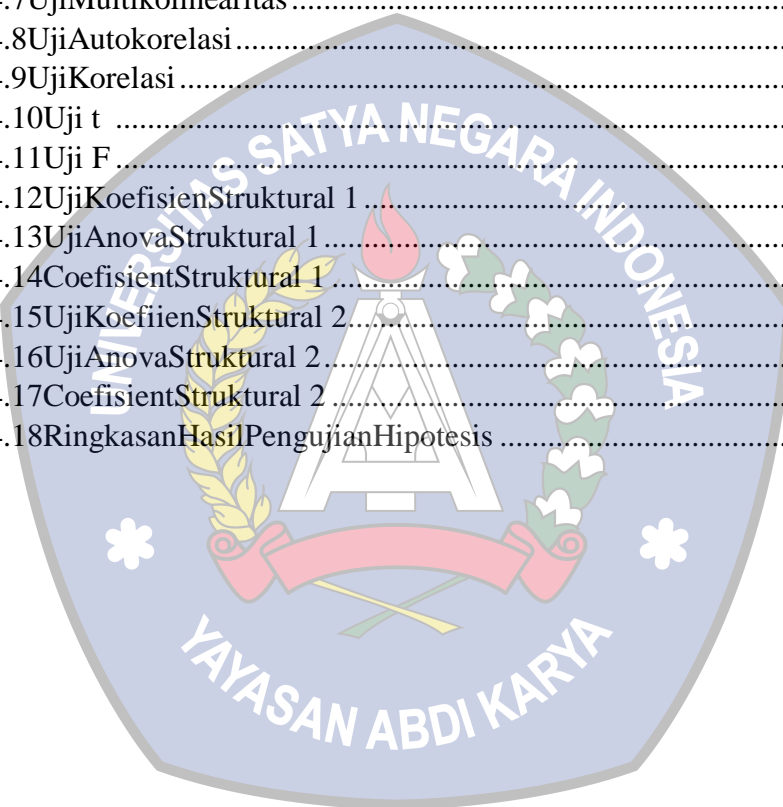 .7UjiMultikolinearitas
.8UjiAutokorelasi
.9UjiKorelasi
.10Uji t
.11Uji F
.12UjiKoefisienStruktural 1
.13UjiAnovaStruktural 1
.14CoefisientStruktural 1
.15UjiKoefiienStruktural 2
.16UjiAnovaStruktural 2
.17CoefisientStruktural 2
.18RingkasanHasilPengujianHipotesis
UNIVERSITAS SATYA NEGARA INDONESIA
YAYASAN ABDI KARYA